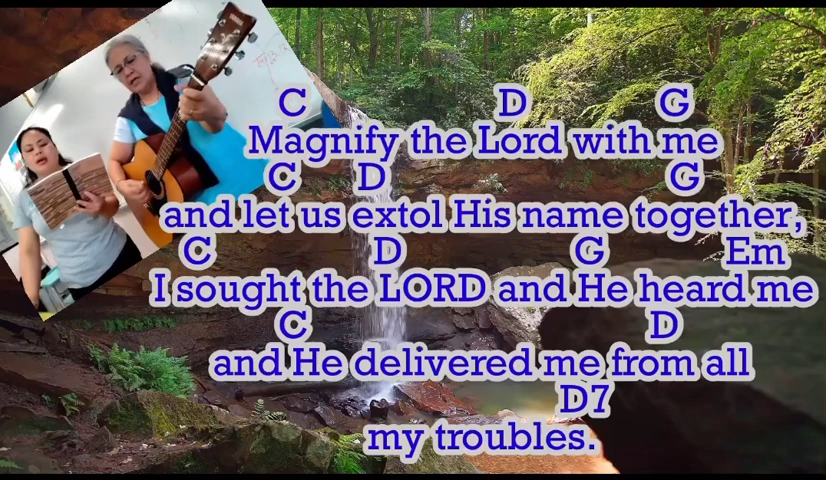 C D G
Magnify the Lord with me
C D G
and let us extol His name together,
C D G Em
I sought the LORD and He heard me
C D
and He delivered me from all
D7
my troubles.